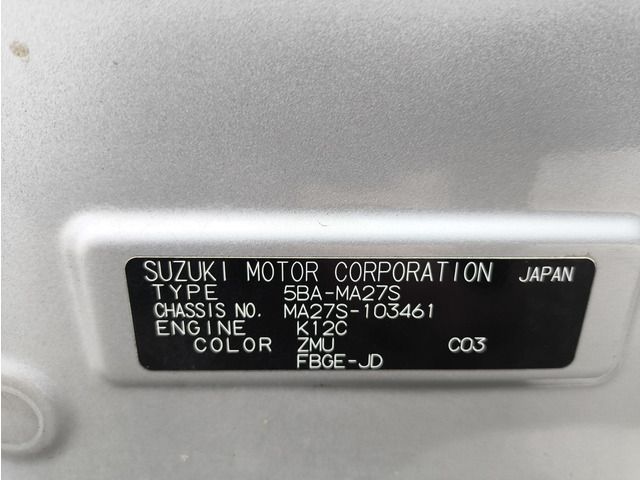 SUZUKI MOTOR CORPORATION JAPAN
TYPE 5BA-MA27S
CHASSIS NO. MA27S-103461
ENGINE K12C
COLOR ZMU C03
FBGE-JD